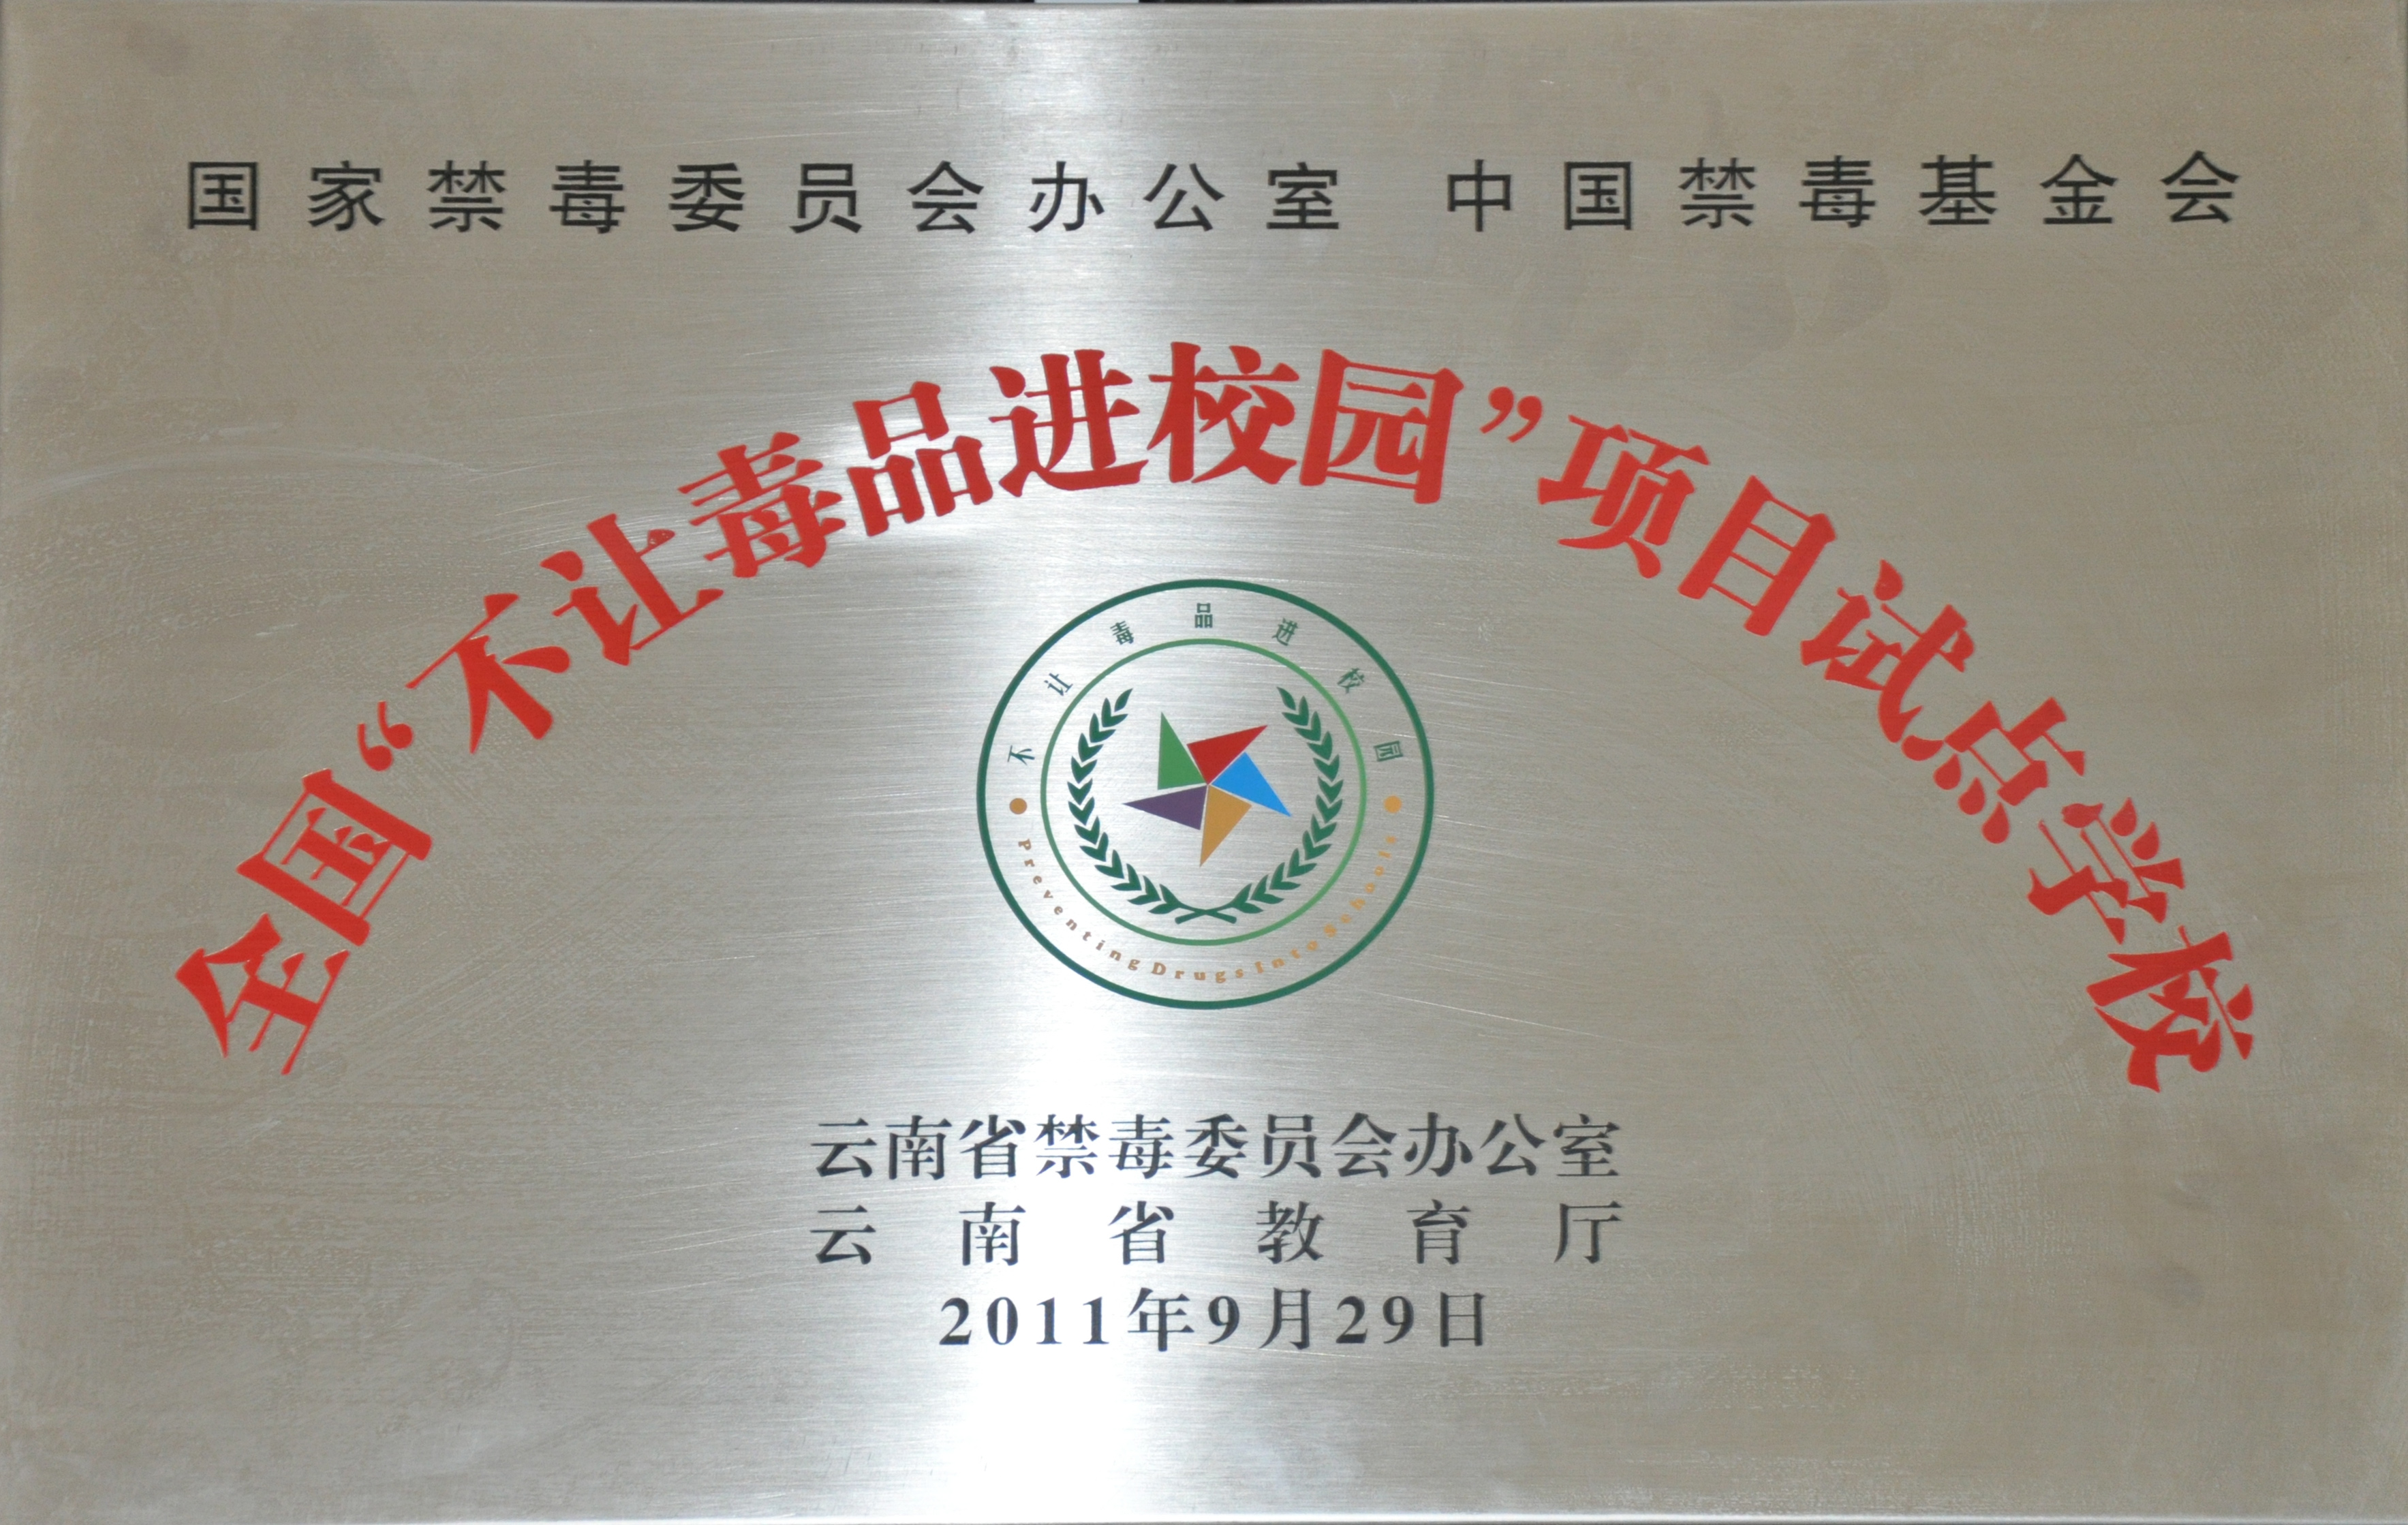 国家禁毒委员会办公室 中国禁毒基金会
全国“不让毒品进校园”项目试点学校
不让毒品进校园
Preventing Drugs Into Schools
云南省禁毒委员会办公室
云南省教育厅
2011年9月29日